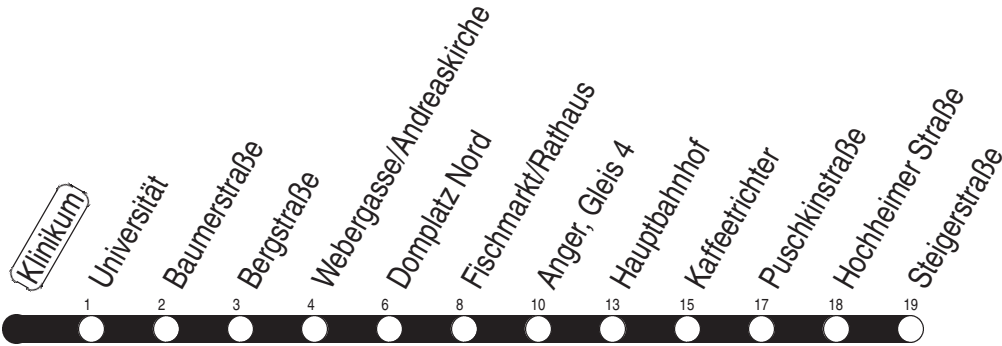 Klinikum
Universität
Baumerstraße
Bergstraße
Webergasse/Andreaskirche
Domplatz Nord
Fischmarkt/Rathaus
Anger, Gleis 4
Hauptbahnhof
Kaffeetrichter
Puschkinstraße
Hochheimer Straße
Steigerstraße
1 2 3 4 6 8 10 13 15 17 18 19